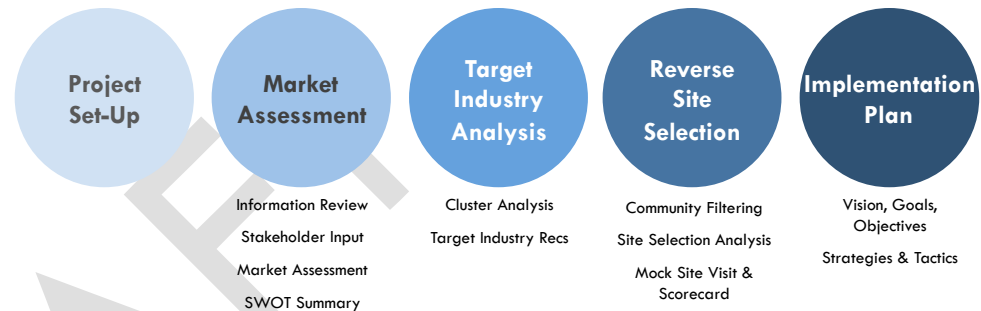 Project
Set-Up
Market
Assessment
Target
Industry
Analysis
Reverse
Site
Selection
Implementation
Plan
Information Review
Stakeholder Input
Market Assessment
SWOT Summary
Cluster Analysis
Target Industry Recs
Community Filtering
Site Selection Analysis
Mock Site Visit &
Scorecard
Vision, Goals,
Objectives
Strategies & Tactics